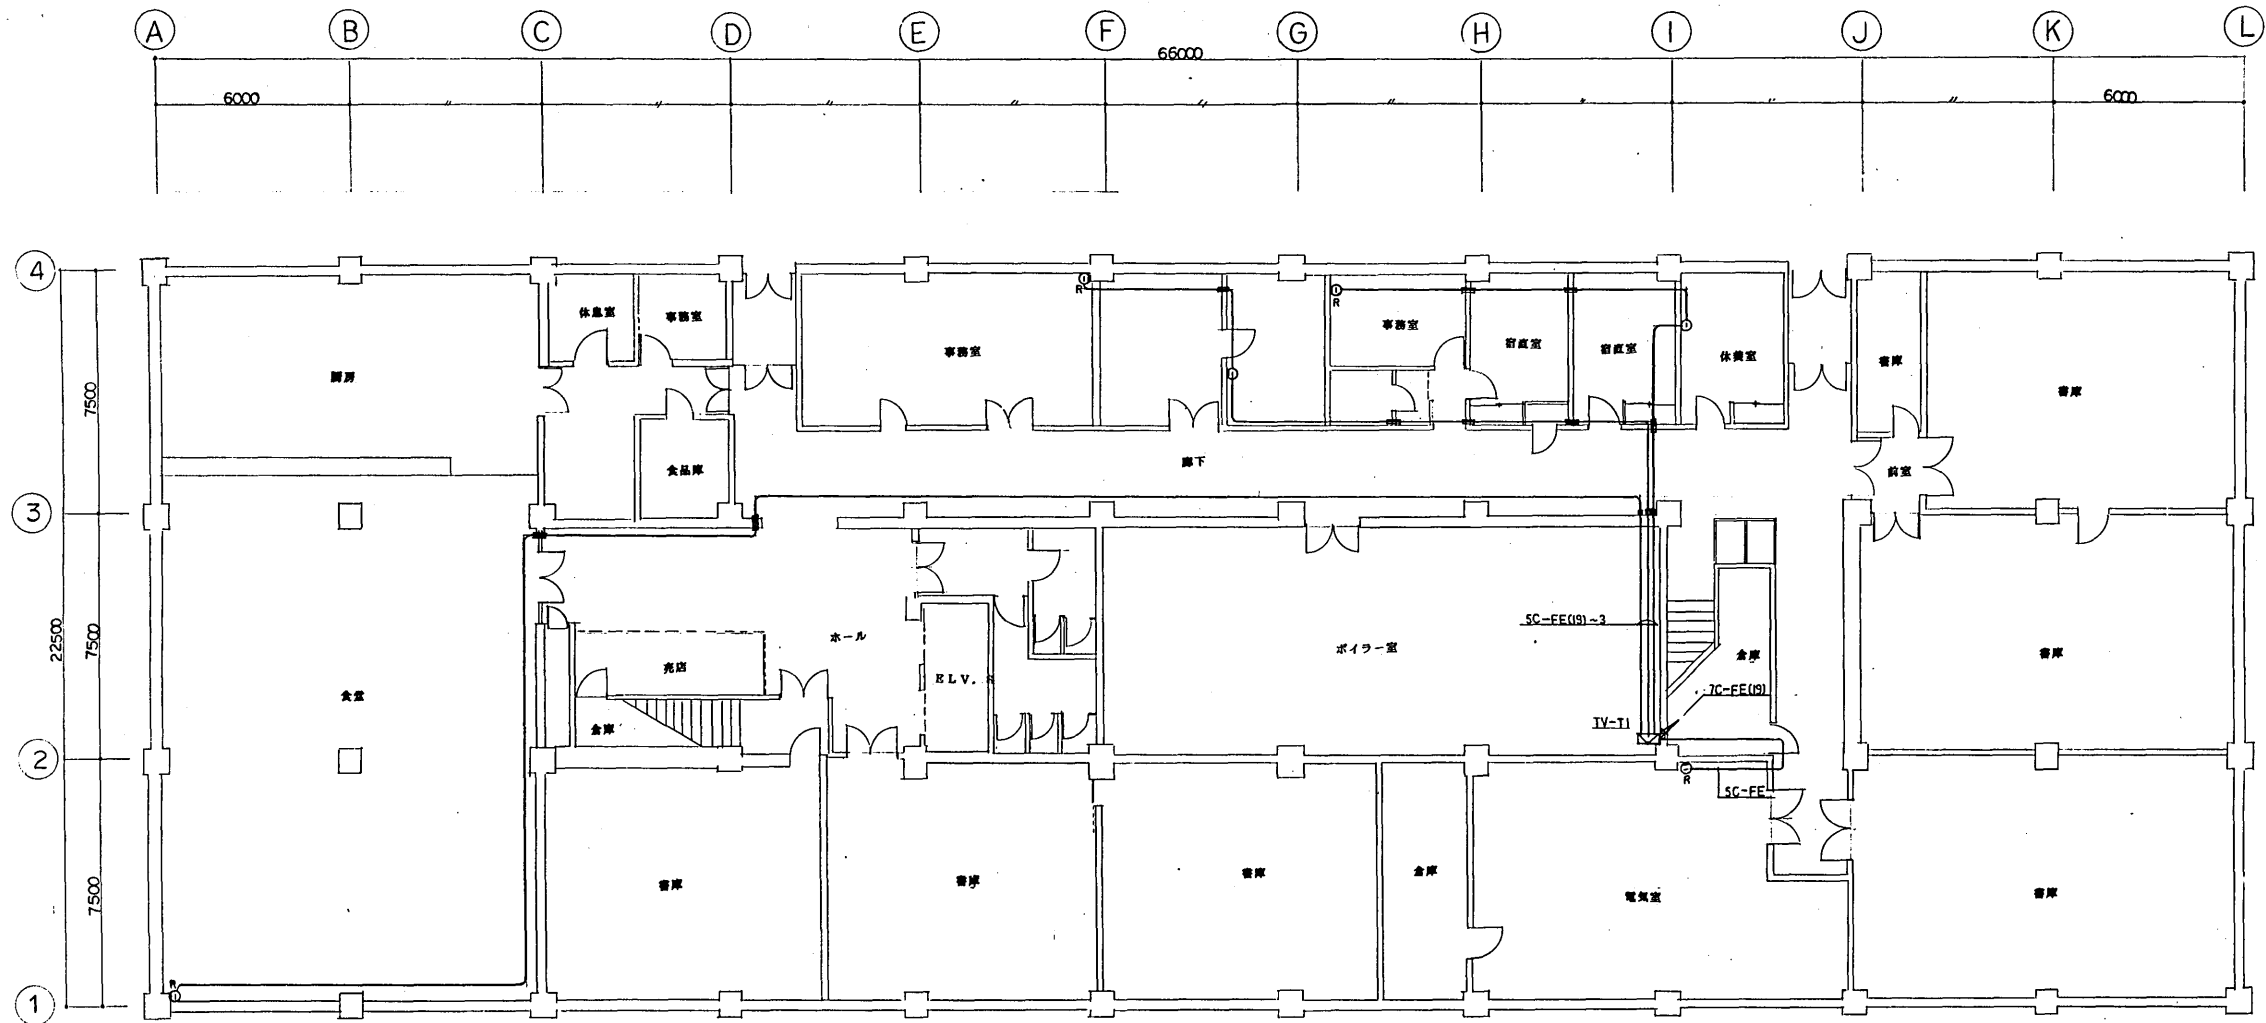 A B C D E F G H I J K L
66000
6000 〃 〃 〃 〃 〃 〃 〃 〃 〃 6000
4
3
2
1
7500
7500
7500
22500
休息室
事務室
厨房
食品庫
事務室
R
R
事務室
宿直室
宿直室
休養室
書庫
書庫
廊下
前室
5C-FE(19)~3
ホール
ボイラー室
倉庫
書庫
売店
ELV. S
7C-FE(19)
食堂
倉庫
TV-T1
R
5C-FE
書庫
書庫
書庫
倉庫
電気室
書庫
R